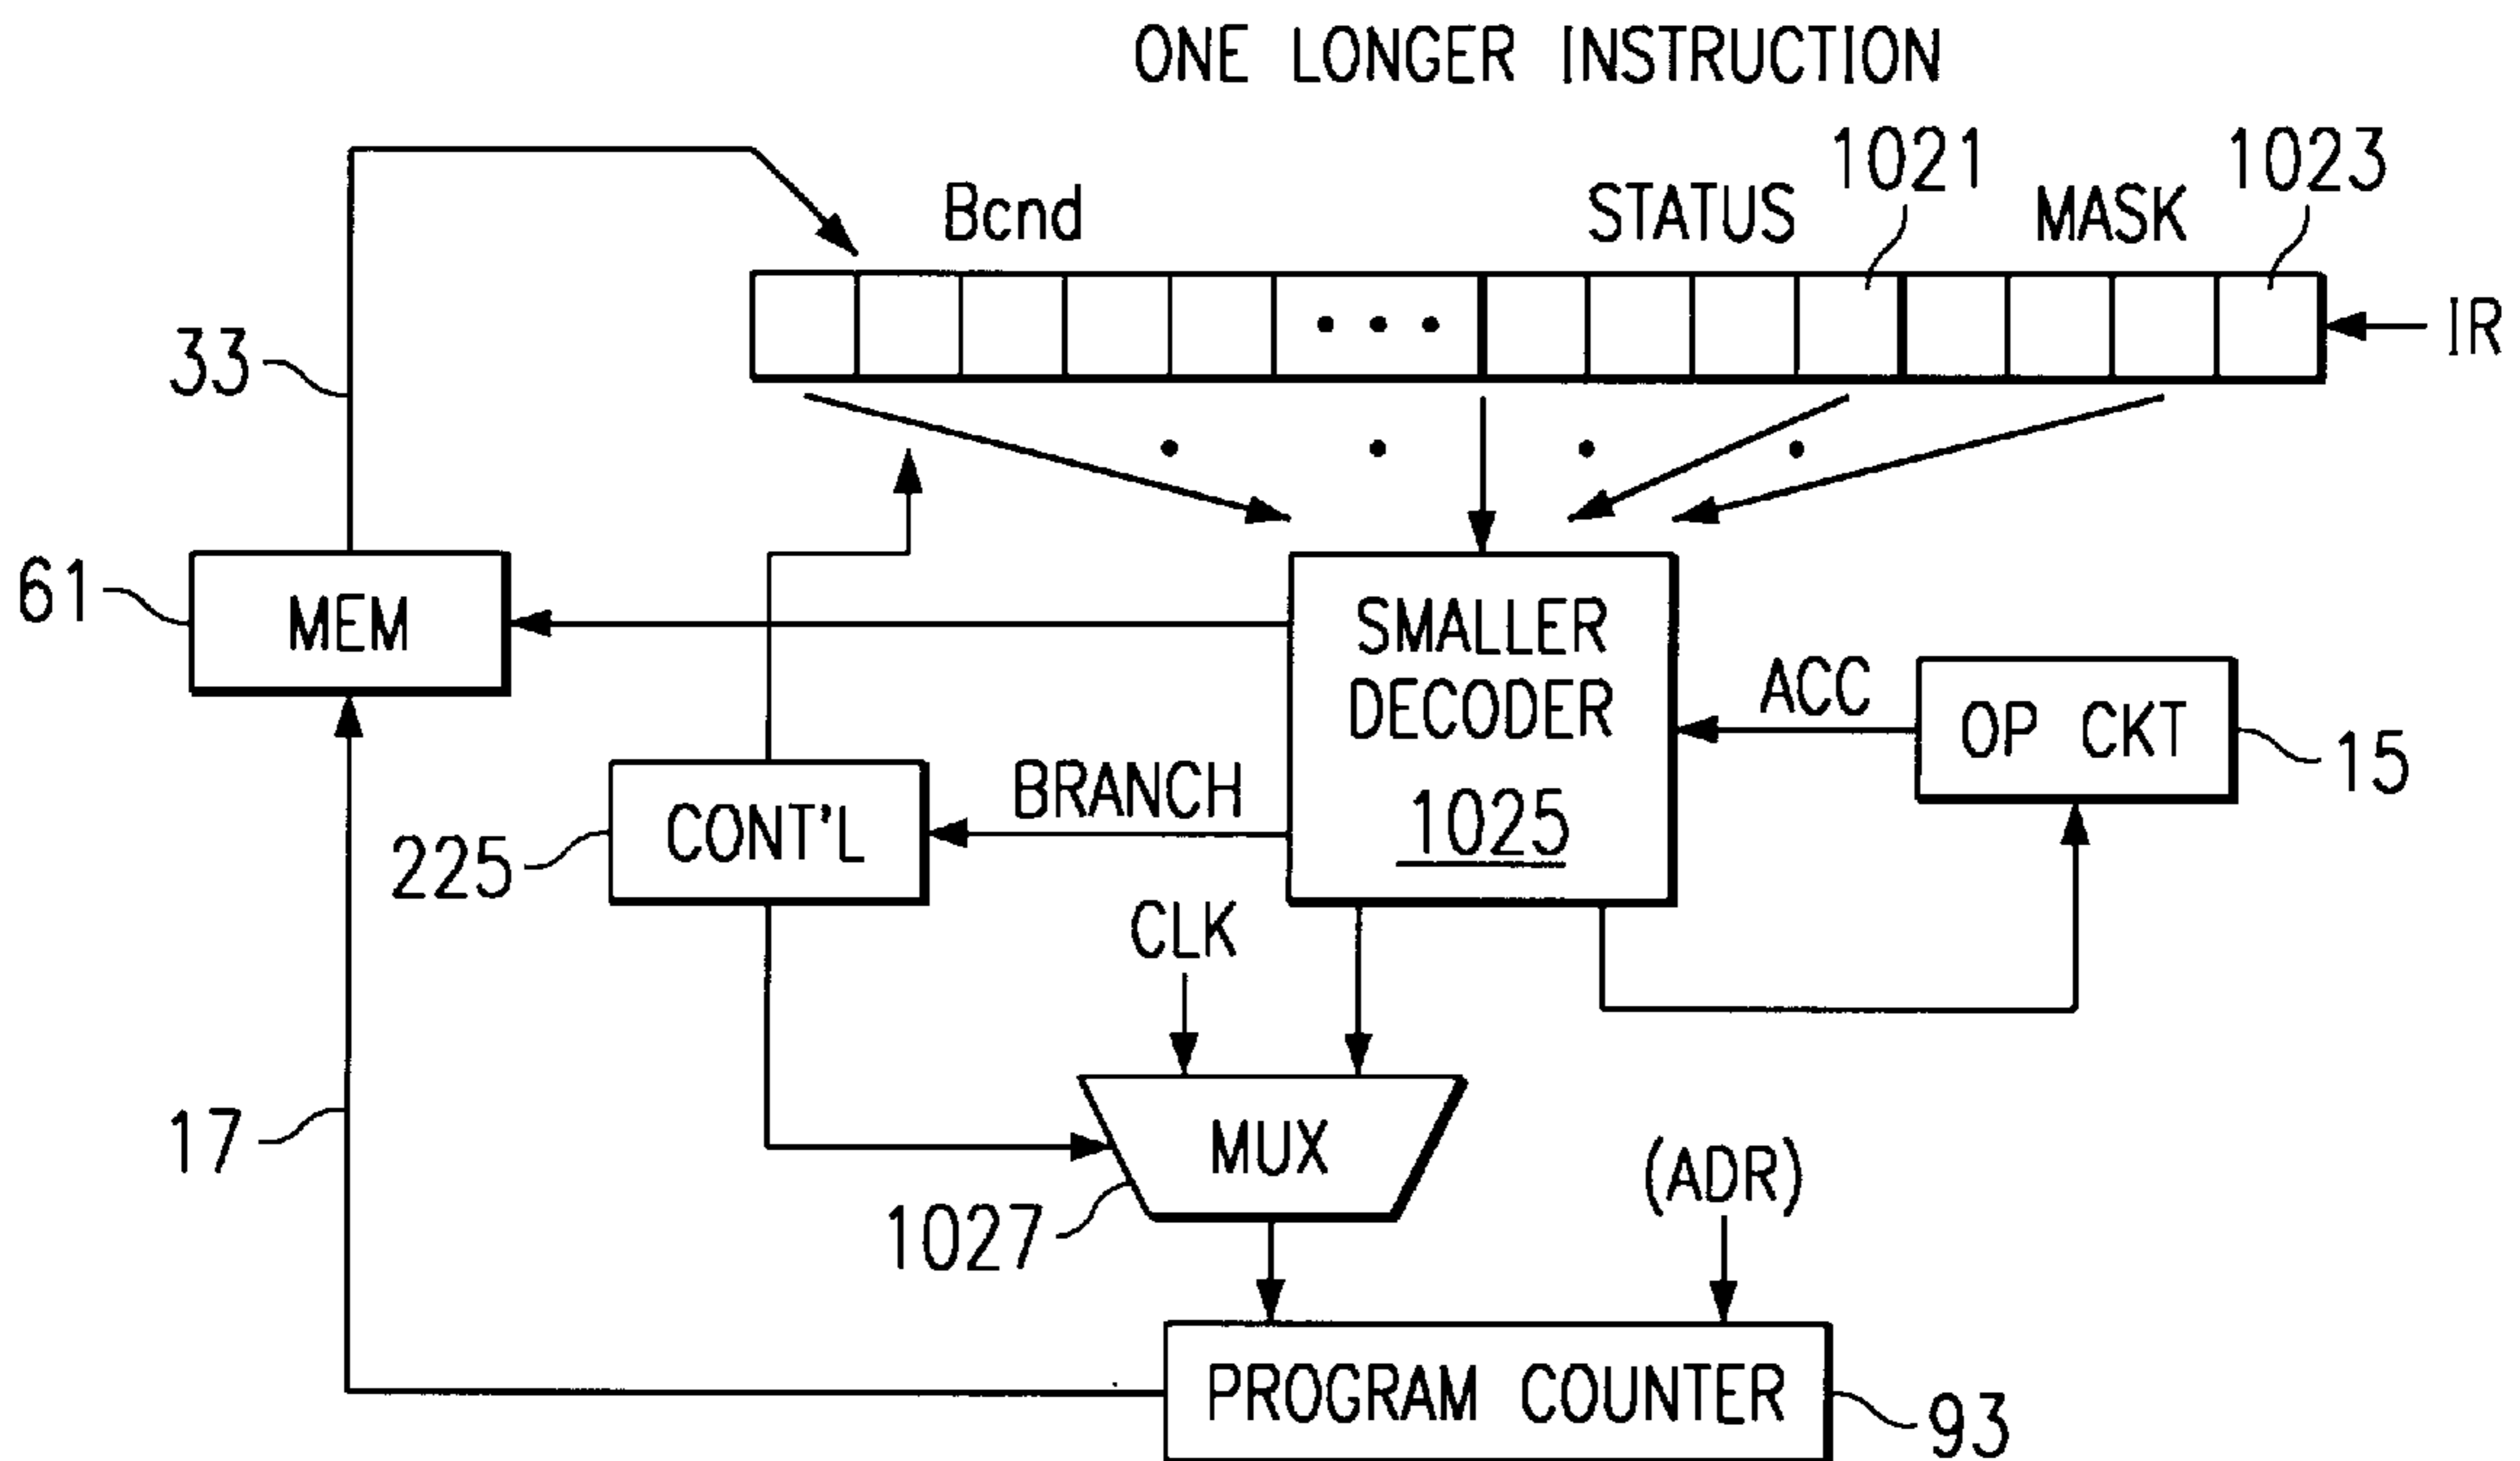 ONE LONGER INSTRUCTION
1021
1023
Bcnd
STATUS
MASK
IR
33
61
MEM
SMALLER
DECODER
1025
ACC
OP CKT
15
BRANCH
CONT'L
225
CLK
17
MUX
1027
(ADR)
PROGRAM COUNTER
93